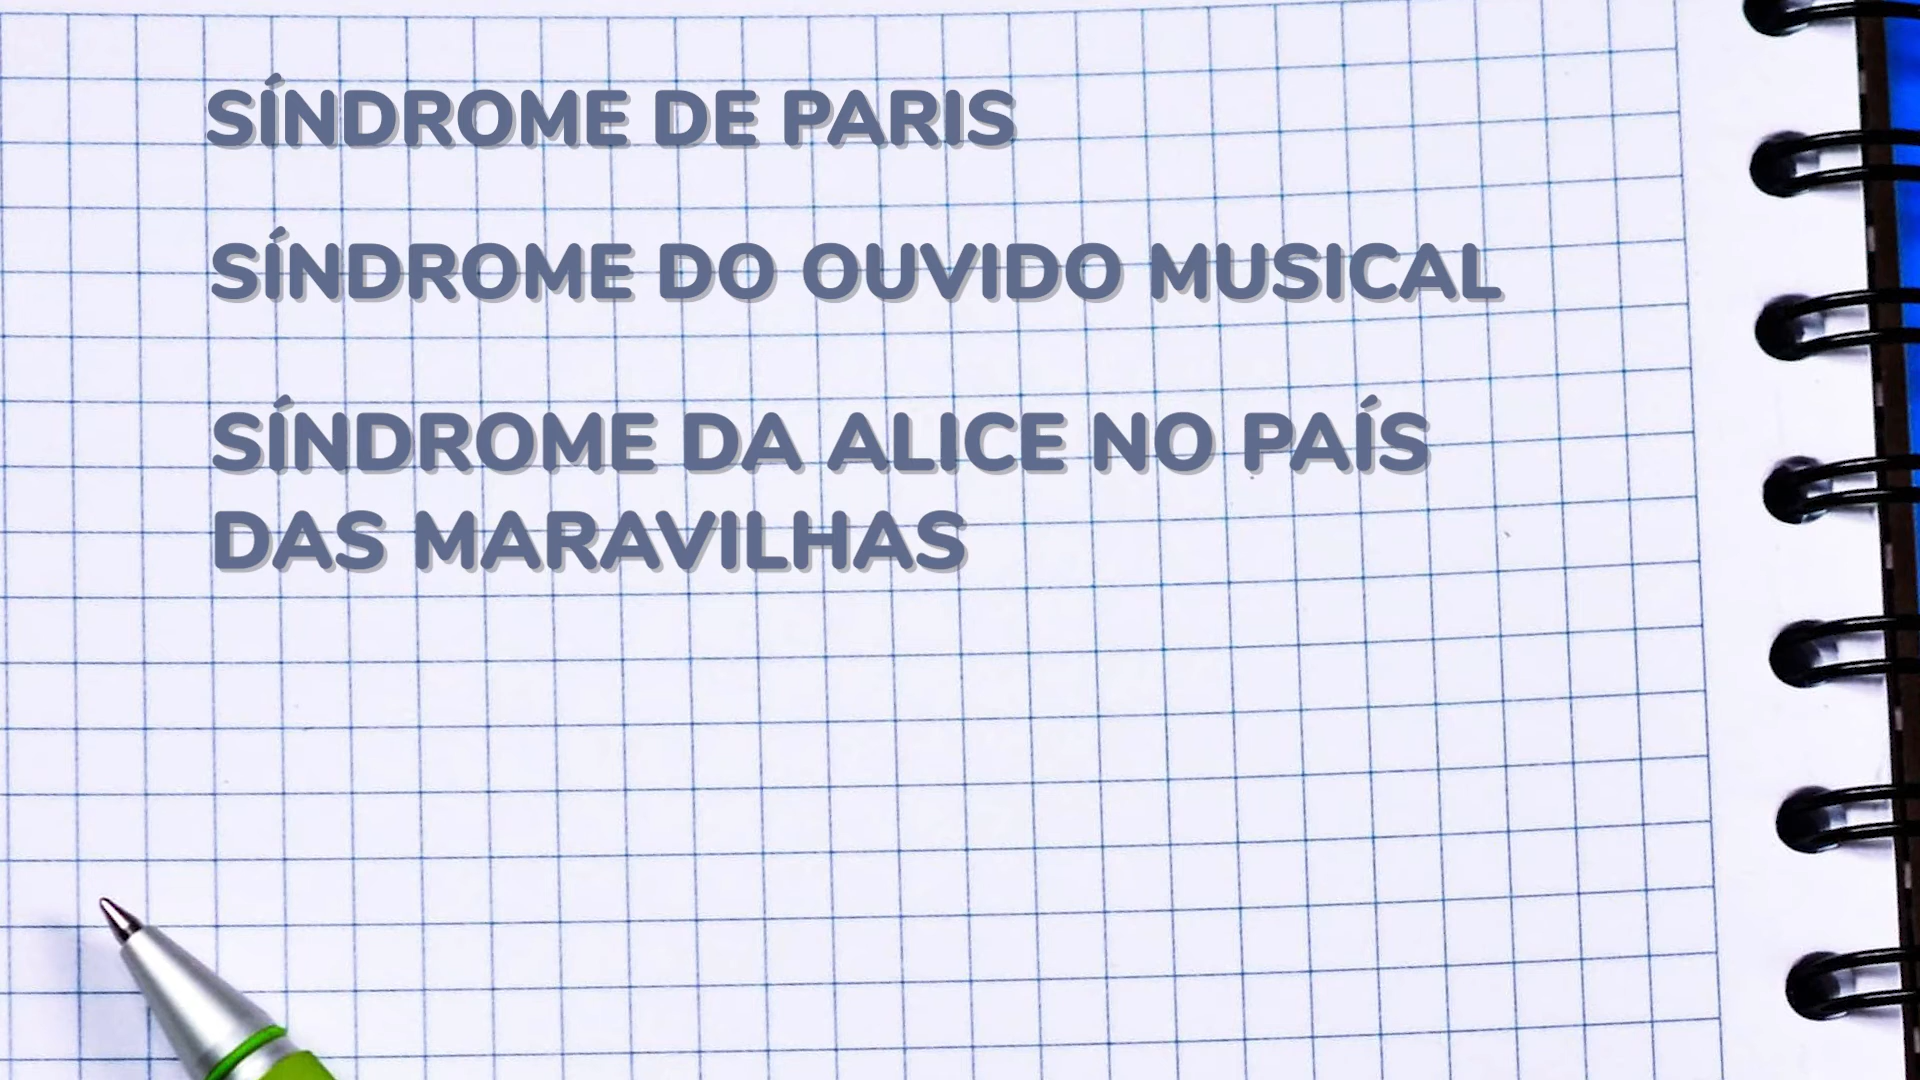 SÍNDROME DE PARIS
SÍNDROME DO OUVIDO MUSICAL
SÍNDROME DA ALICE NO PAÍS
DAS MARAVILHAS